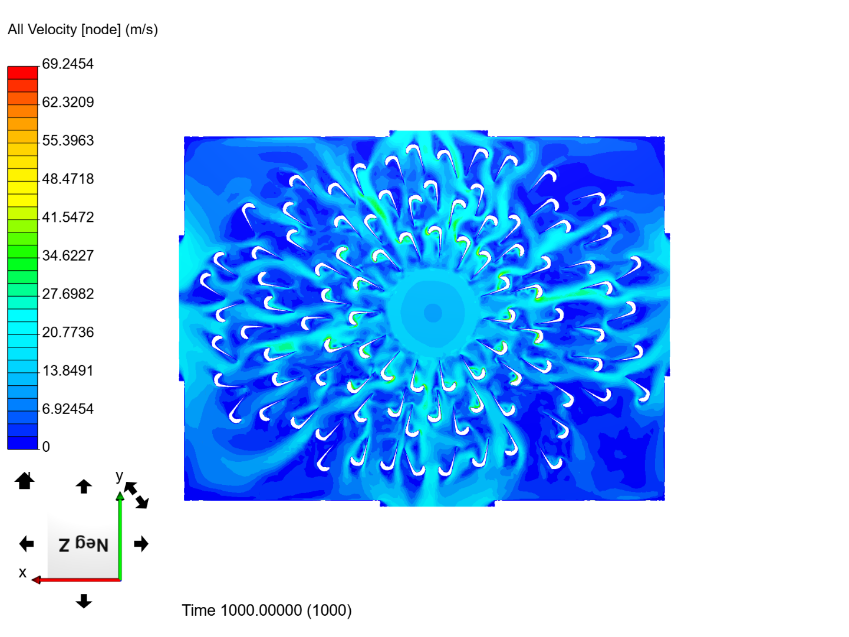 All Velocity [node] (m/s)
69.2454
62.3209
55.3963
48.4718
41.5472
34.6227
27.6982
20.7736
13.8491
6.92454
0
y
Neg Z
x
Time 1000.00000 (1000)